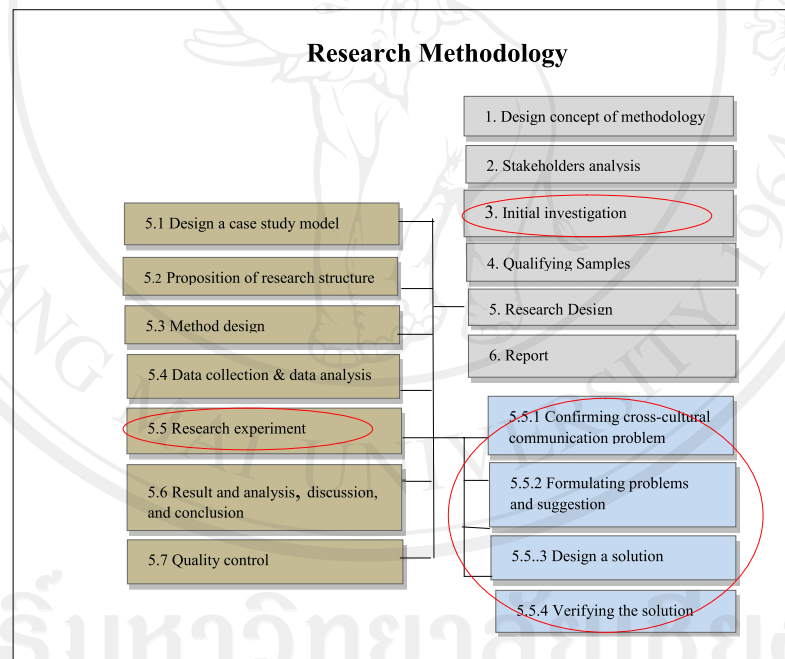 Research Methodology
1. Design concept of methodology
2. Stakeholders analysis
3. Initial investigation
4. Qualifying Samples
5. Research Design
6. Report
5.1 Design a case study model
5.2 Proposition of research structure
5.3 Method design
5.4 Data collection & data analysis
5.5 Research experiment
5.6 Result and analysis, discussion,
and conclusion
5.7 Quality control
5.5.1 Confirming cross-cultural
communication problem
5.5.2 Formulating problems
and suggestion
5.5..3 Design a solution
5.5.4 Verifying the solution
ANG MAI UNIVERSITY 1964